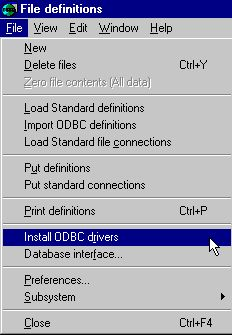 File definitions
File View Window Help
New
Delete files Ctrl+Y
Zero file contents (All data)
Load Standard definitions
Import ODBC definitions
Load Standard file connections
Put definitions
Put standard connections
Print definitions Ctrl+P
Install ODBC drivers
Database interface...
Preferences...
Subsystem
Close Ctrl+F4